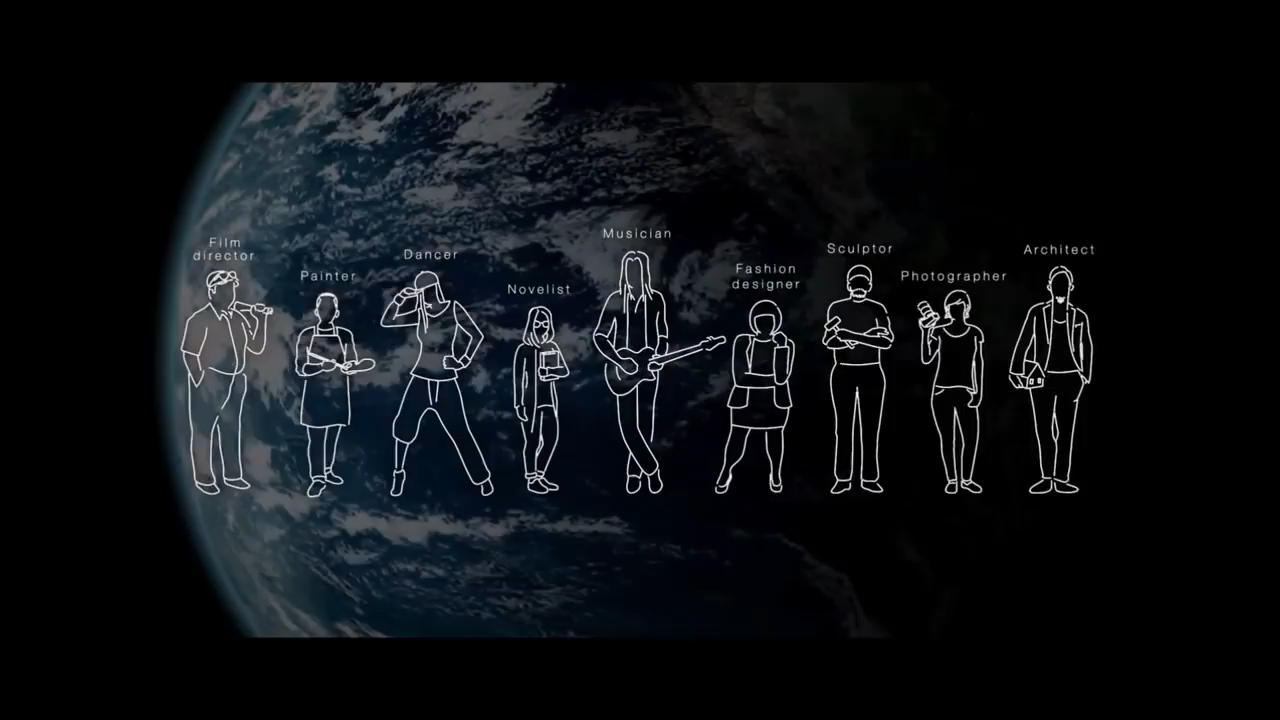 Film
director
Painter
Dancer
Novelist
Musician
Fashion
designer
Sculptor
Photographer
Architect